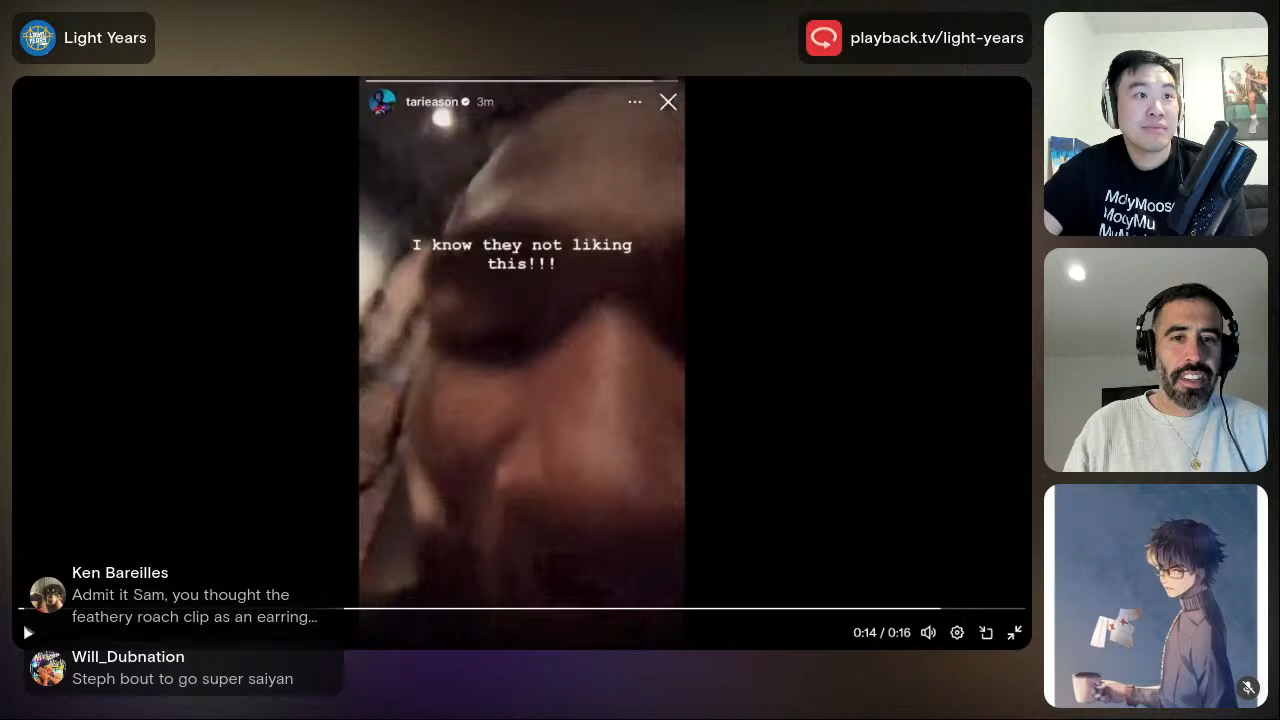 Light Years
playback.tv/light-years
tarieason 3m
I know they not liking
this!!!
Ken Bareilles
Admit it Sam, you thought the
feathery roach clip as an earring...
Will_Dubnation
Steph bout to go super saiyan
0:14 / 0:16